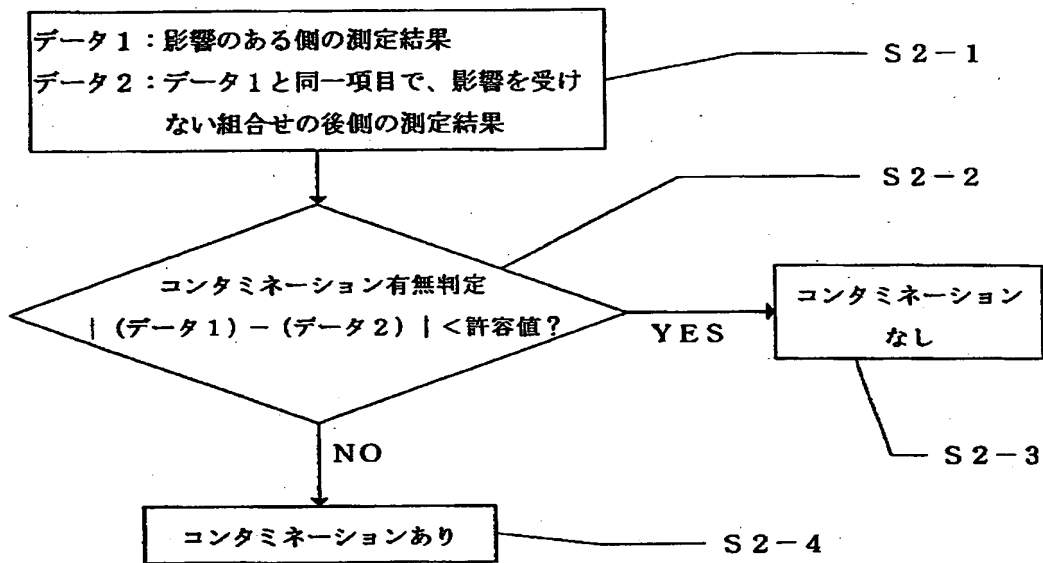 データ1:影響のある側の測定結果
データ2:データ1と同一項目で、影響を受け
ない組合せの後側の測定結果
S2-1
S2-2
コンタミネーション有無判定
|(データ1)-(データ2)|<許容値?
YES
コンタミネーション
なし
S2-3
NO
コンタミネーションあり
S2-4